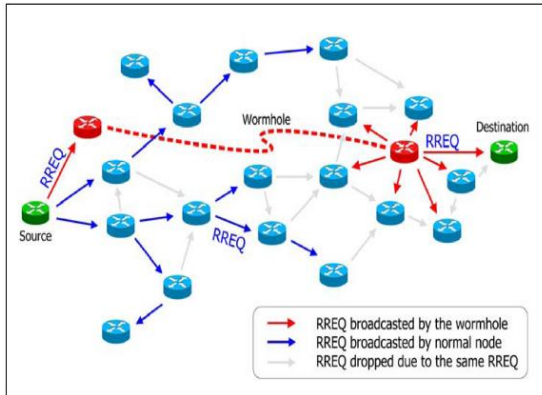 Wormhole
RREQ
Destination
RREQ
Source
RREQ
RREQ broadcasted by the wormhole
RREQ broadcasted by normal node
RREQ dropped due to the same RREQ